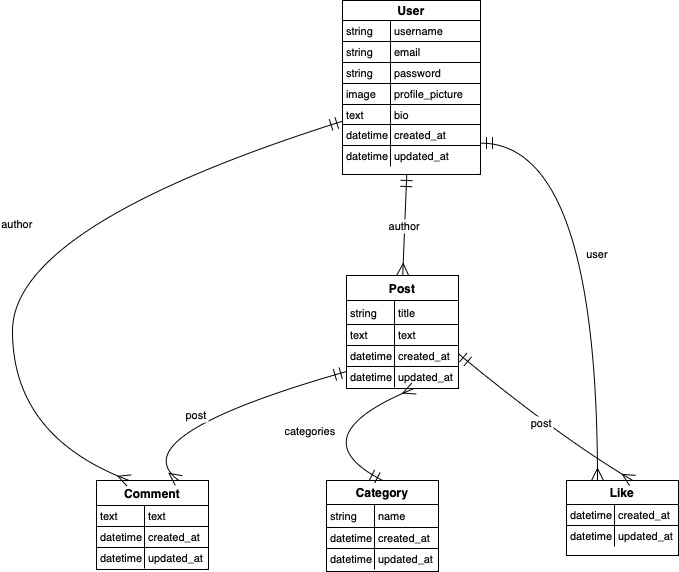 User
string username
string email
string password
image profile_picture
text bio
datetime created_at
datetime updated_at
author
author
user
Post
string title
text text
datetime created_at
datetime updated_at
post
categories
post
Comment
text text
datetime created_at
datetime updated_at
Category
string name
datetime created_at
datetime updated_at
Like
datetime created_at
datetime updated_at